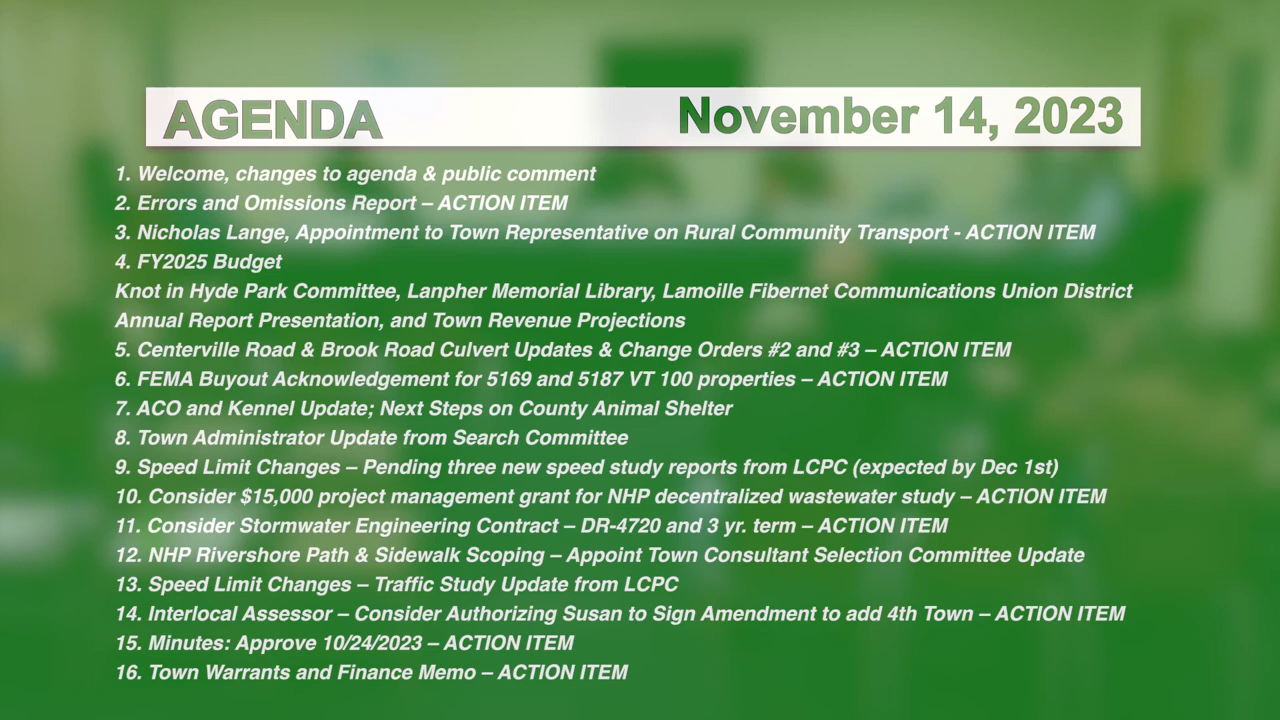 AGENDA November 14, 2023
1. Welcome, changes to agenda & public comment
2. Errors and Omissions Report – ACTION ITEM
3. Nicholas Lange, Appointment to Town Representative on Rural Community Transport - ACTION ITEM
4. FY2025 Budget
Knot in Hyde Park Committee, Lanpher Memorial Library, Lamoille Fibernet Communications Union District
Annual Report Presentation, and Town Revenue Projections
5. Centerville Road & Brook Road Culvert Updates & Change Orders #2 and #3 – ACTION ITEM
6. FEMA Buyout Acknowledgement for 5169 and 5187 VT 100 properties – ACTION ITEM
7. ACO and Kennel Update; Next Steps on County Animal Shelter
8. Town Administrator Update from Search Committee
9. Speed Limit Changes – Pending three new speed study reports from LCPC (expected by Dec 1st)
10. Consider $15,000 project management grant for NHP decentralized wastewater study – ACTION ITEM
11. Consider Stormwater Engineering Contract – DR-4720 and 3 yr. term – ACTION ITEM
12. NHP Rivershore Path & Sidewalk Scoping – Appoint Town Consultant Selection Committee Update
13. Speed Limit Changes – Traffic Study Update from LCPC
14. Interlocal Assessor – Consider Authorizing Susan to Sign Amendment to add 4th Town – ACTION ITEM
15. Minutes: Approve 10/24/2023 – ACTION ITEM
16. Town Warrants and Finance Memo – ACTION ITEM